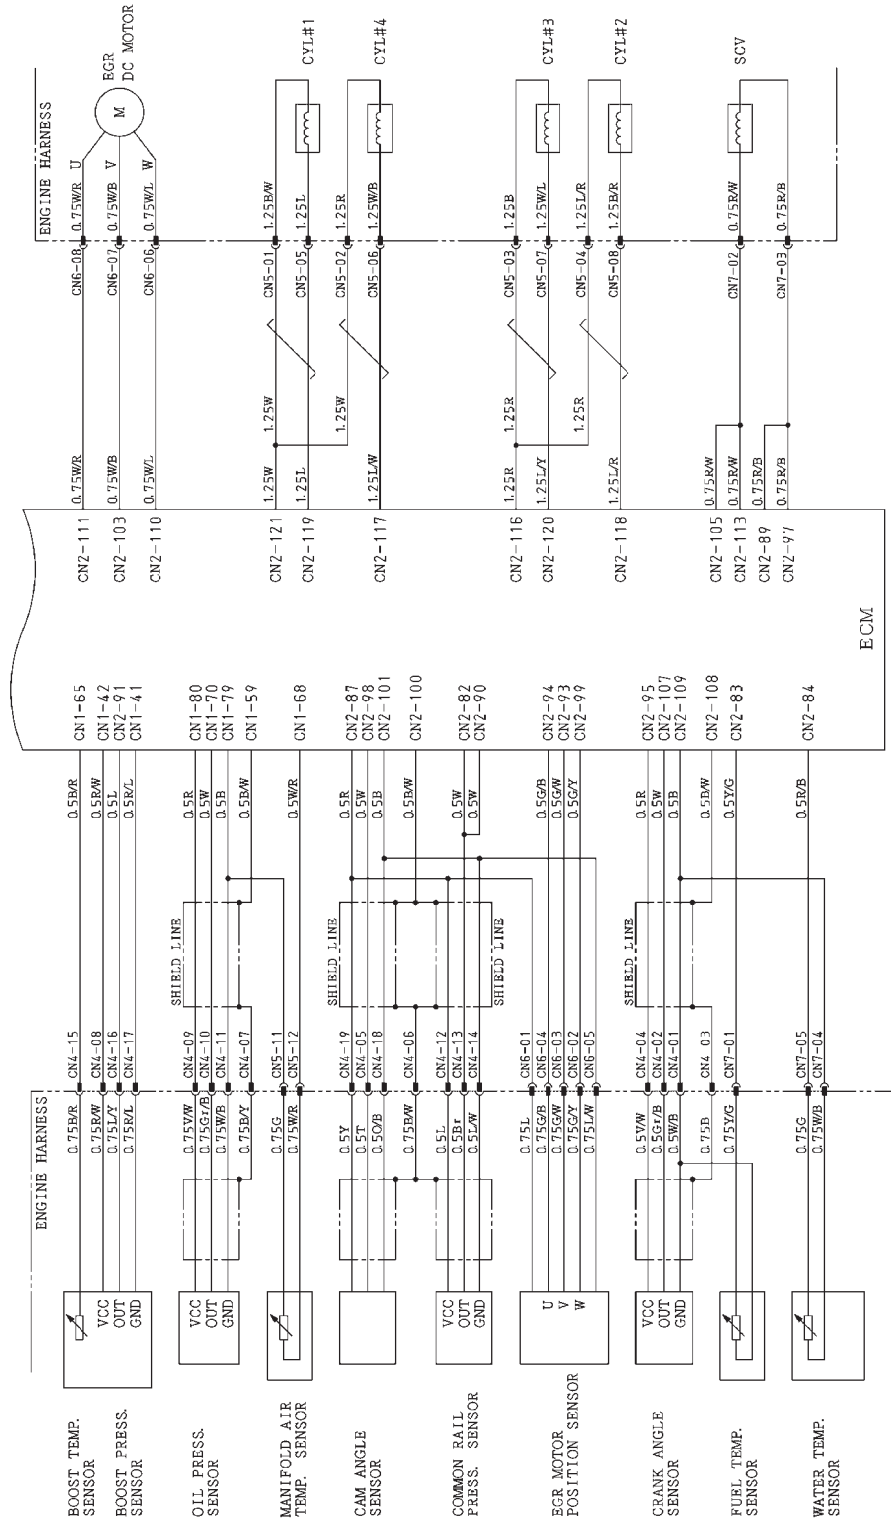 ENGINE HARNESS
BOOST TEMP.
SENSOR
0.75B/R CN4-15 0.5B/R CN1-65
BOOST PRESS.
SENSOR
VCC 0.75R/W CN4-08 0.5R/W CN1-42
OUT 0.75L/Y CN4-16 0.5L CN2-91
GND 0.75R/L CN4-17 0.5R/L CN1-41
OIL PRESS.
SENSOR
SHIELD LINE
VCC 0.75V/W CN4-09 0.5R CN1-80
OUT 0.75Gr/B CN4-10 0.5W CN1-70
GND 0.75W/B CN4-11 0.5B CN1-79
0.75B/Y CN4-07 0.5B/W CN1-59
MANIFOLD AIR
TEMP. SENSOR
0.75G CN5-11
0.75W/R CN5-12 0.5W/R CN1-68
CAM ANGLE
SENSOR
SHIELD LINE
0.5Y CN4-19 0.5R CN2-87
0.5T CN4-05 0.5W CN2-98
0.5O/B CN4-18 0.5B CN2-101
0.75B/W CN4-06 0.5B/W CN2-100
COMMON RAIL
PRESS. SENSOR
VCC 0.5L CN4-12
OUT 0.5Br CN4-13 0.5W CN2-82
GND 0.5L/W CN4-14 0.5W CN2-90
SHIELD LINE
EGR MOTOR
POSITION SENSOR
0.75L CN6-01
U 0.75G/B CN6-04 0.5G/B CN2-94
V 0.75G/W CN6-03 0.5G/W CN2-93
W 0.75G/Y CN6-02 0.5G/Y CN2-99
0.75L/W CN6-05
CRANK ANGLE
SENSOR
SHIELD LINE
VCC 0.5V/W CN4-04 0.5R CN2-95
OUT 0.5Gr/B CN4-02 0.5W CN2-107
GND 0.5W/B CN4-01 0.5B CN2-109
0.75B CN4 03 0.5B/W CN2-108
FUEL TEMP.
SENSOR
0.75Y/G CN7-01 0.5Y/G CN2-83
WATER TEMP.
SENSOR
0.75G CN7-05 0.5R/B CN2-84
0.75W/B CN7-04
ECM
ENGINE HARNESS
CN2-111 0.75W/R CN6-08 0.75W/R U
CN2-103 0.75W/B CN6-07 0.75W/B V
CN2-110 0.75W/L CN6-06 0.75W/L W
M
EGR
DC MOTOR
CN2-121 1.25W 1.25W CN5-01 1.25B/W
CN2-119 1.25L CN5-05 1.25L CYL#1
1.25W CN5-02 1.25R
CN2-117 1.25L/W CN5-06 1.25W/B CYL#4
CN2-116 1.25R 1.25R CN5-03 1.25B
CN2-120 1.25L/Y CN5-07 1.25W/L CYL#3
1.25R CN5-04 1.25L/R
CN2-118 1.25L/R CN5-08 1.25B/R CYL#2
CN2-105 0.75R/W
CN2-113 0.75R/W CN7-02 0.75R/W SCV
CN2-89 0.75R/B
CN2-97 0.75R/B CN7-03 0.75R/B